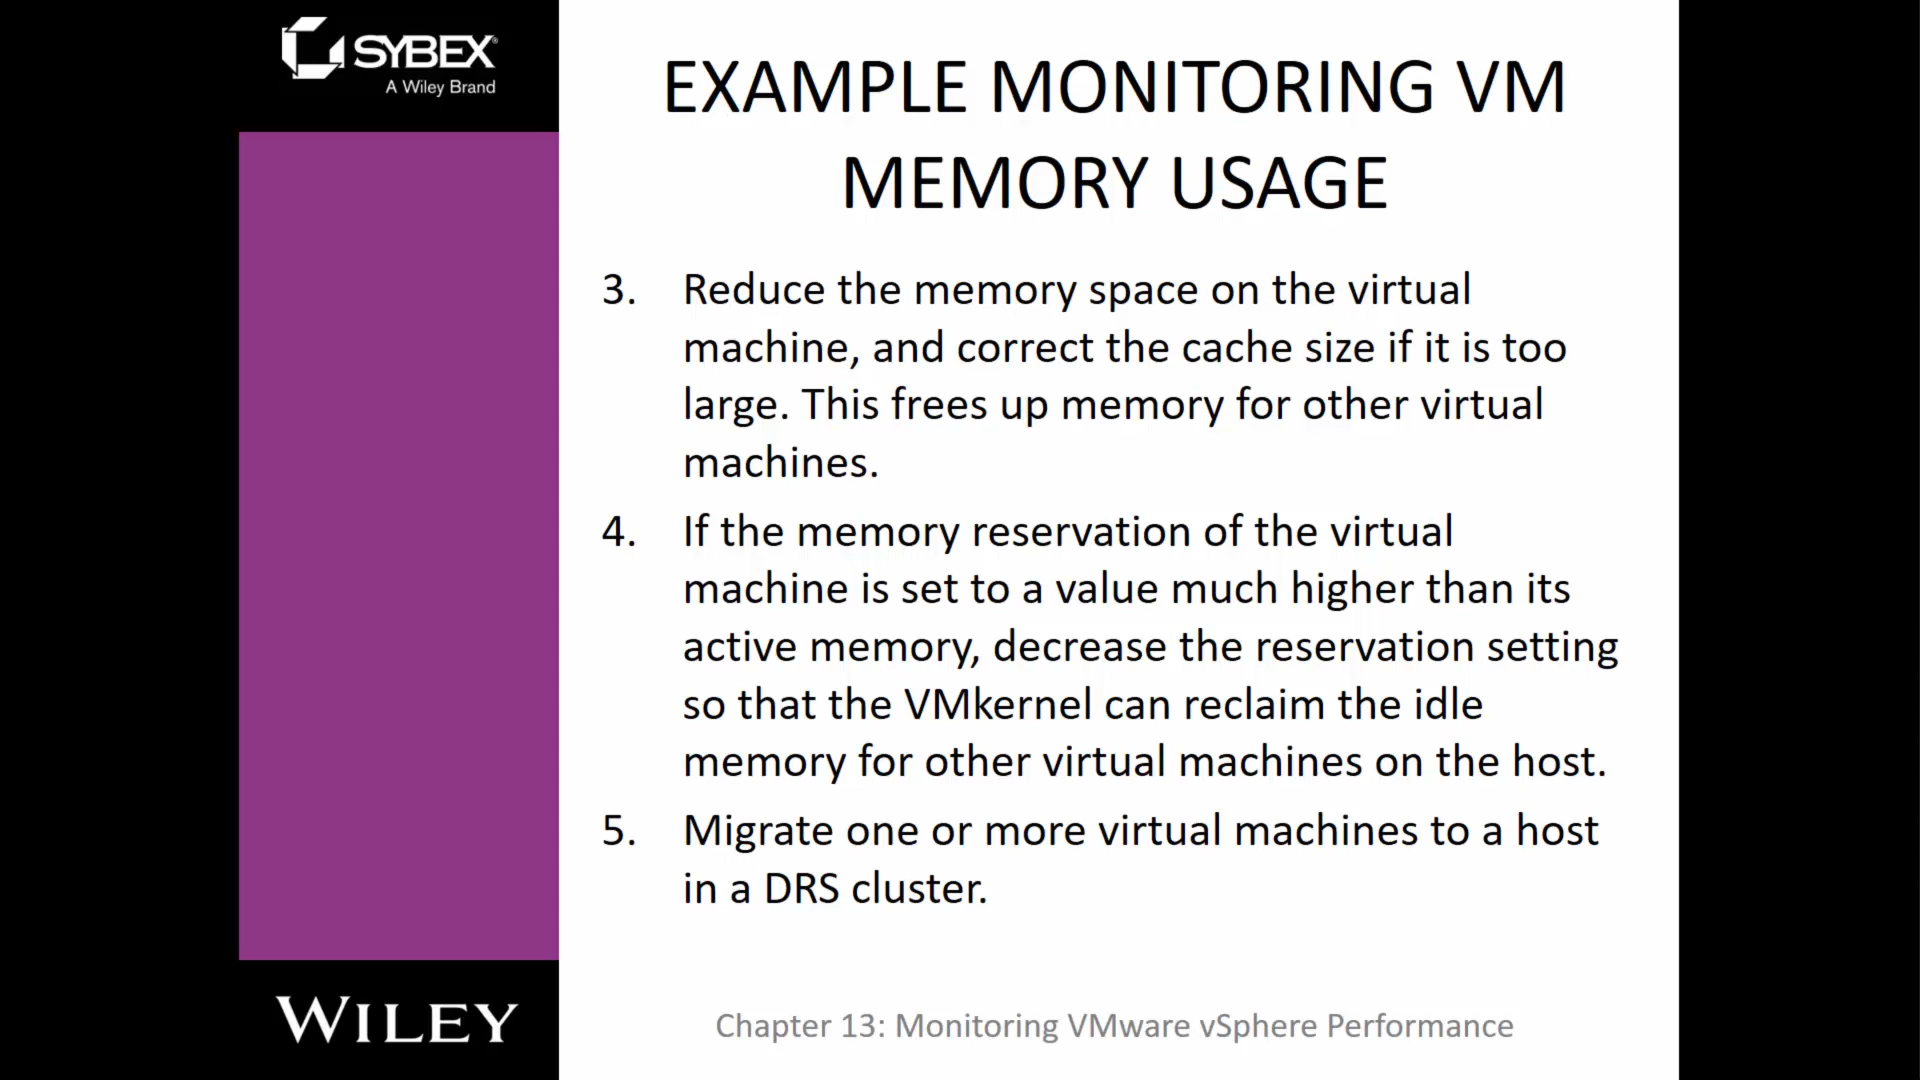 SYBEX®
A Wiley Brand
EXAMPLE MONITORING VM
MEMORY USAGE
3. Reduce the memory space on the virtual
machine, and correct the cache size if it is too
large. This frees up memory for other virtual
machines.
4. If the memory reservation of the virtual
machine is set to a value much higher than its
active memory, decrease the reservation setting
so that the VMkernel can reclaim the idle
memory for other virtual machines on the host.
5. Migrate one or more virtual machines to a host
in a DRS cluster.
WILEY
Chapter 13: Monitoring VMware vSphere Performance